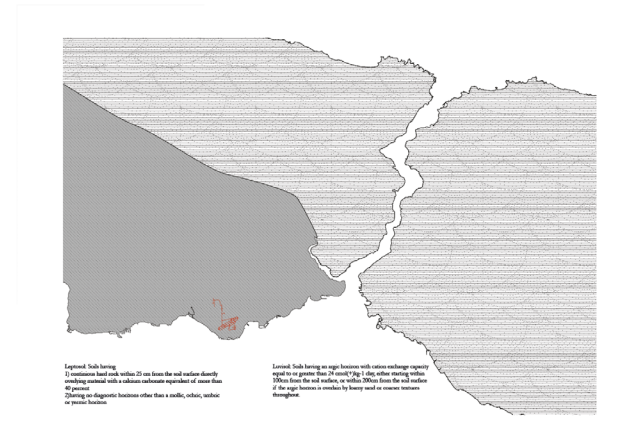 Leptosol: Soils having
1) continuous hard rock within 25 cm from the soil surface directly
overlying material with a calcium carbonate equivalent of more than
40 percent
2)having no diagnostic horizons other than a mollic, ochric, umbric
or yermic horizon
Luvisol: Soils having an argic horizon with cation exchange capacity
equal to or greater than 24 cmol(+)kg-1 clay, either starting within
100cm from the soil surface, or within 200cm from the soil surface
if the argic horizon is overlain by loamy sand or coarser textures
throughout.